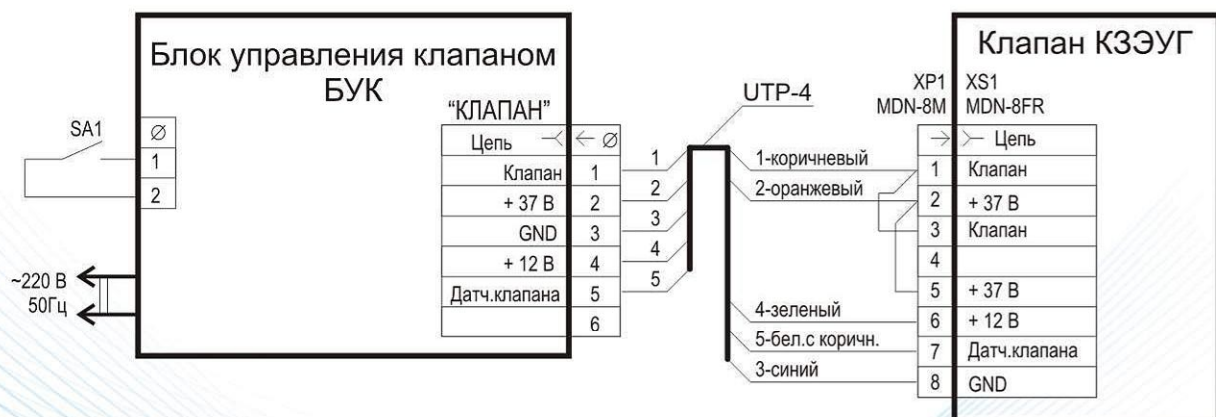 Блок управления клапаном
БУК
Клапан КЗЭУГ
SA1
Ø
1
2
~220 В
50Гц
“КЛАПАН”
Цепь Ø
Клапан 1
+ 37 В 2
GND 3
+ 12 В 4
Датч.клапана 5
6
1
2
3
4
5
UTP-4
1-коричневый
2-оранжевый
4-зеленый
5-бел.с коричн.
3-синий
XP1 XS1
MDN-8M MDN-8FR
Цепь
1 Клапан
2 + 37 В
3 Клапан
4
5 + 37 В
6 + 12 В
7 Датч.клапана
8 GND